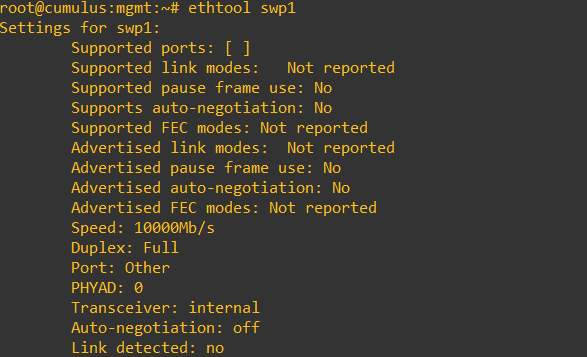 root@cumulus:mgmt:~# ethtool swp1
Settings for swp1:
Supported ports: [ ]
Supported link modes:   Not reported
Supported pause frame use: No
Supports auto-negotiation: No
Supported FEC modes: Not reported
Advertised link modes:  Not reported
Advertised pause frame use: No
Advertised auto-negotiation: No
Advertised FEC modes: Not reported
Speed: 10000Mb/s
Duplex: Full
Port: Other
PHYAD: 0
Transceiver: internal
Auto-negotiation: off
Link detected: no